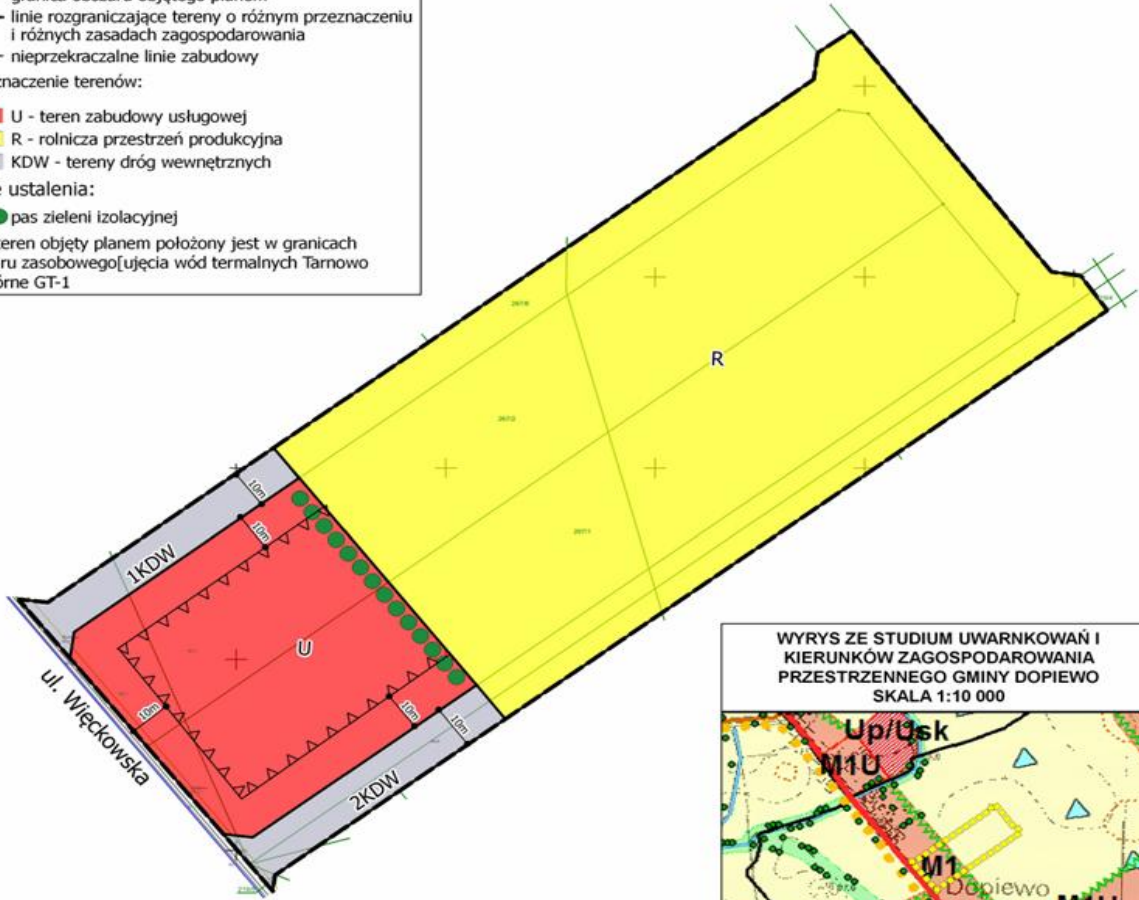 linie rozgraniczające tereny o różnym przeznaczeniu
i różnych zasadach zagospodarowania
nieprzekraczalne linie zabudowy
znaczenie terenów:
U - teren zabudowy usługowej
R - rolnicza przestrzeń produkcyjna
KDW - tereny dróg wewnętrznych
ustalenia:
pas zieleni izolacyjnej
teren objęty planem położony jest w granicach
ru zasobowego[ujęcia wód termalnych Tarnowo
órne GT-1
R
10m
10m
1KDW
U
10m
10m
10m
2KDW
ul. Więckowska
WYRYS ZE STUDIUM UWARNKOWAŃ I
KIERUNKÓW ZAGOSPODAROWANIA
PRZESTRZENNEGO GMINY DOPIEWO
SKALA 1:10 000
Up/Usk
M1U
M1
Dopiewo